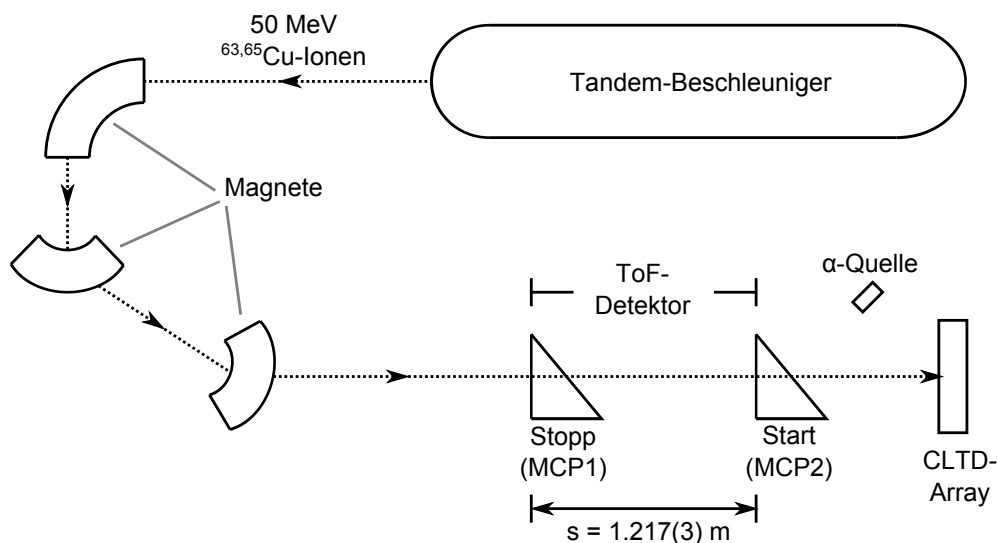 50 MeV
63,65Cu-Ionen
Tandem-Beschleuniger
Magnete
ToF-
Detektor
α-Quelle
Stopp
(MCP1)
Start
(MCP2)
CLTD-
Array
s = 1.217(3) m